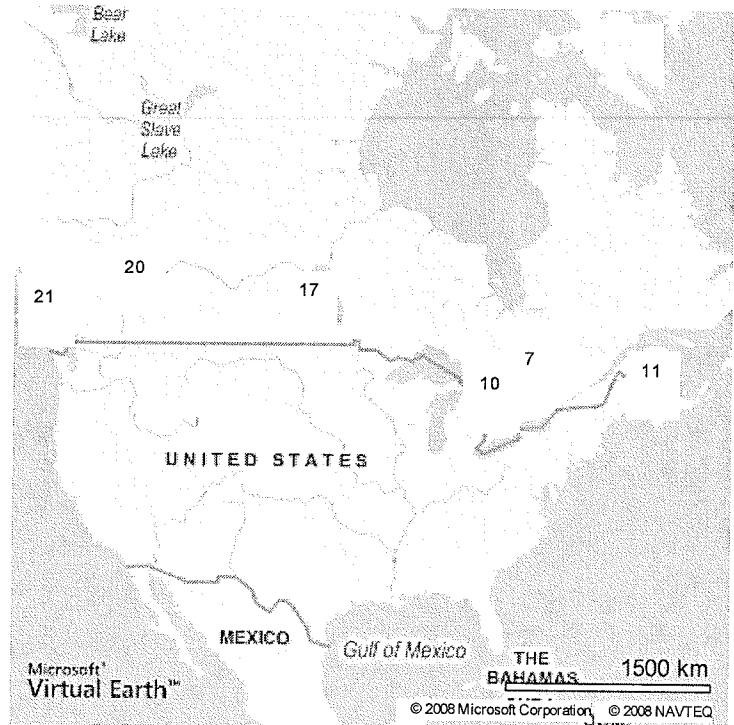 Bear
Lake
Great
Slave
Lake
20
21
17
7
10
11
UNITED STATES
MEXICO
Gulf of Mexico
THE
BAHAMAS
1500 km
Microsoft®
Virtual Earth™
© 2008 Microsoft Corporation
© 2008 NAVTEQ